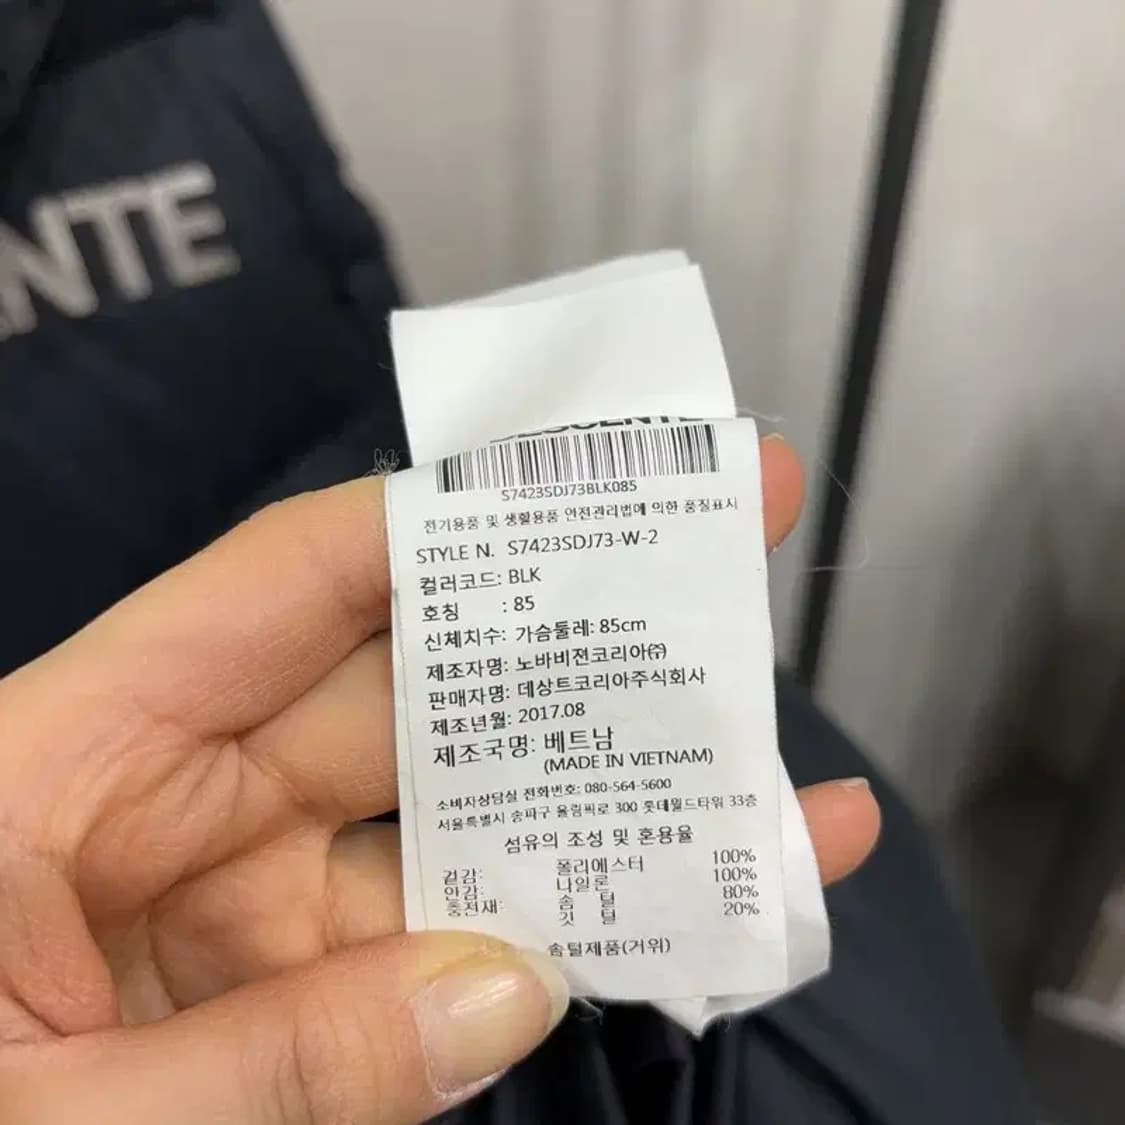 NTE
DESCENTE
S7423SDJ73BLK085
전기용품 및 생활용품 안전관리법에 의한 품질표시
STYLE N. S7423SDJ73-W-2
컬러코드: BLK
호칭 : 85
신체치수: 가슴둘레: 85cm
제조자명: 노바비젼코리아㈜
판매자명: 데상트코리아주식회사
제조년월: 2017.08
제조국명: 베트남
(MADE IN VIETNAM)
소비자상담실 전화번호: 080-564-5600
서울특별시 송파구 올림픽로 300 롯데월드타워 33층
섬유의 조성 및 혼용율
겉감: 폴리에스터 100%
안감: 나일론 100%
충전재: 솜 털 80%
깃 털 20%
솜털제품(거위)